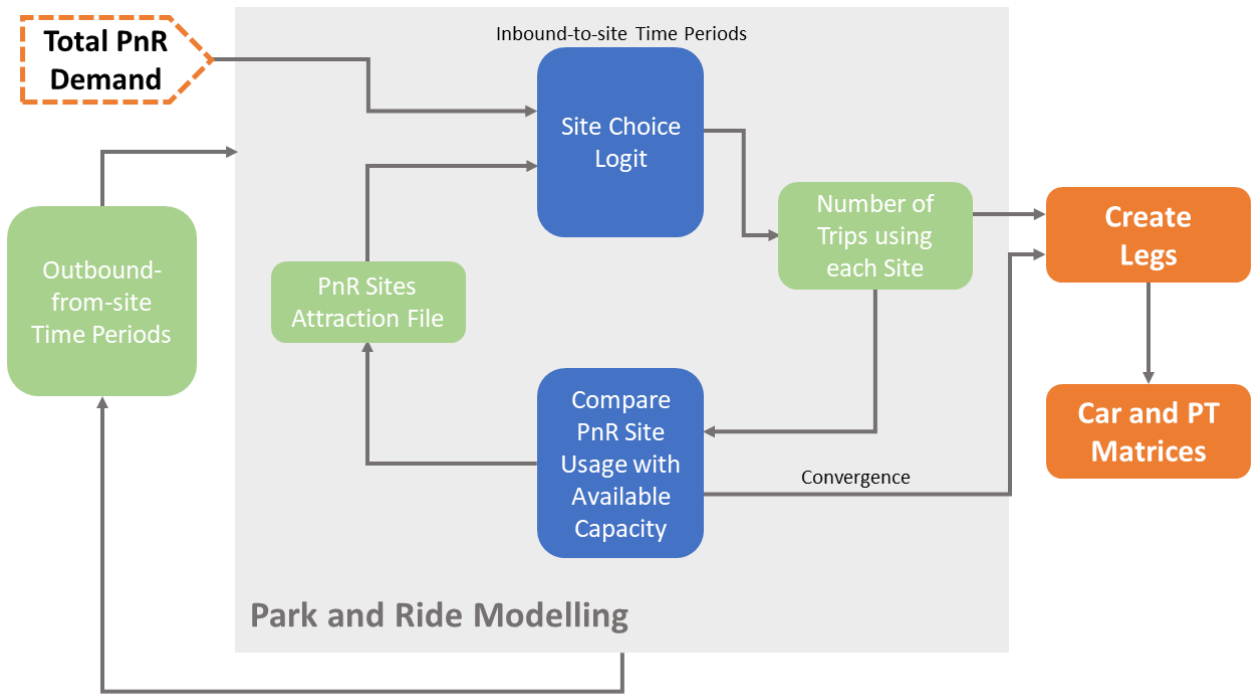 Total PnR
Demand
Inbound-to-site Time Periods
Site Choice
Logit
Number of
Trips using
each Site
Create
Legs
Outbound-
from-site
Time Periods
PnR Sites
Attraction File
Compare
PnR Site
Usage with
Available
Capacity
Convergence
Car and PT
Matrices
Park and Ride Modelling